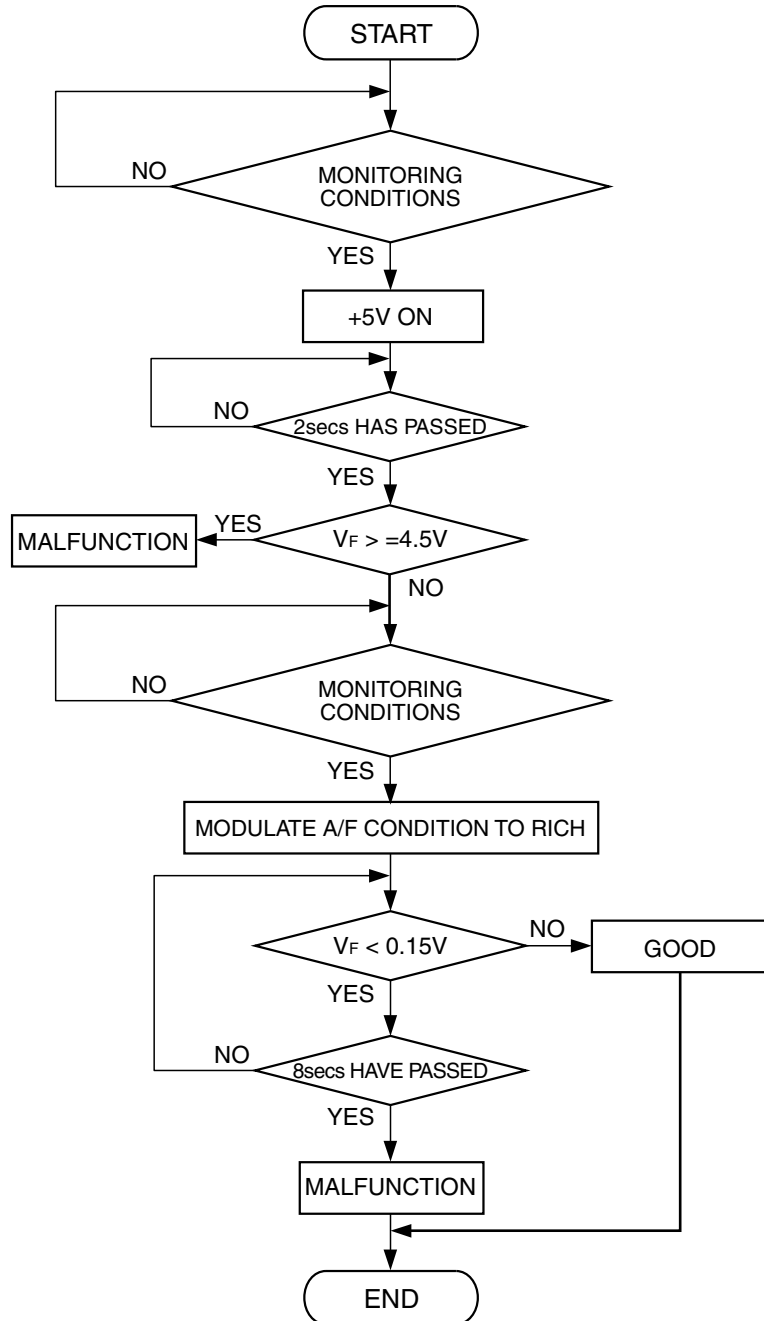 START
NO
MONITORING
CONDITIONS
YES
+5V ON
NO
2secs HAS PASSED
YES
MALFUNCTION
YES
VF > =4.5V
NO
NO
MONITORING
CONDITIONS
YES
MODULATE A/F CONDITION TO RICH
VF < 0.15V
NO
GOOD
YES
NO
8secs HAVE PASSED
YES
MALFUNCTION
END